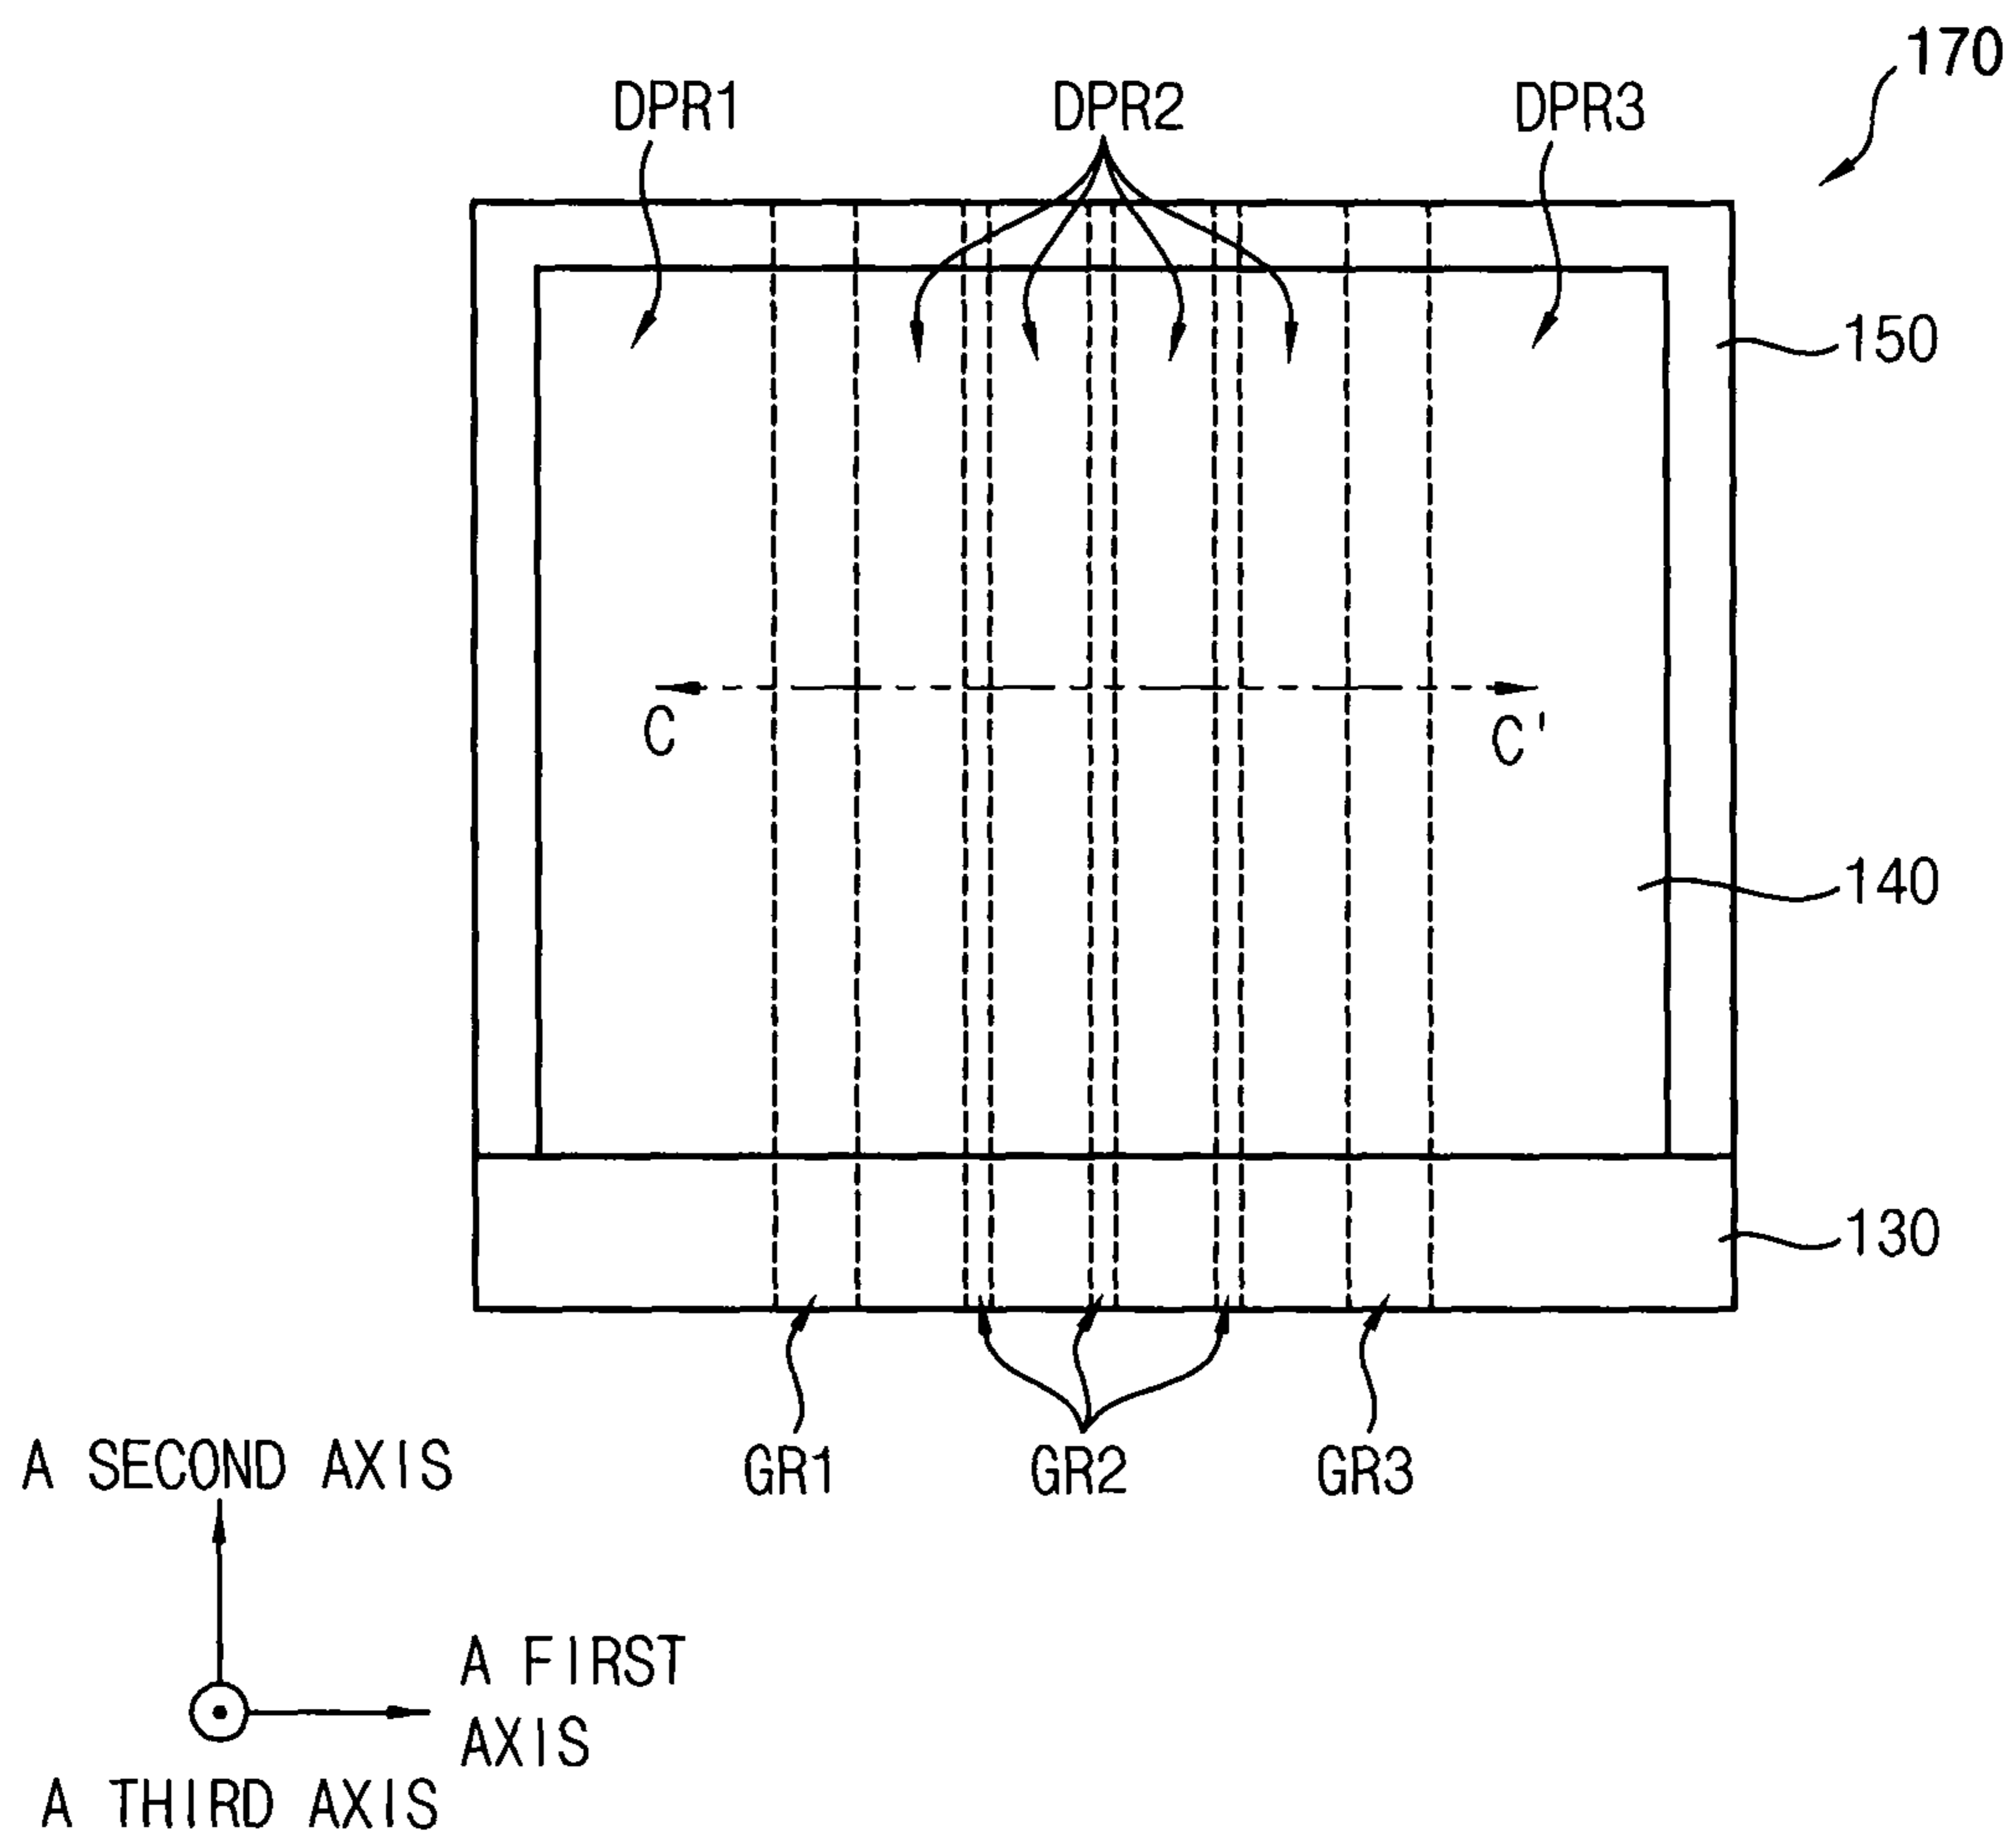 170
DPR1 DPR2 DPR3
150
C C'
140
130
GR1 GR2 GR3
A SECOND AXIS
A FIRST
AXIS
A THIRD AXIS